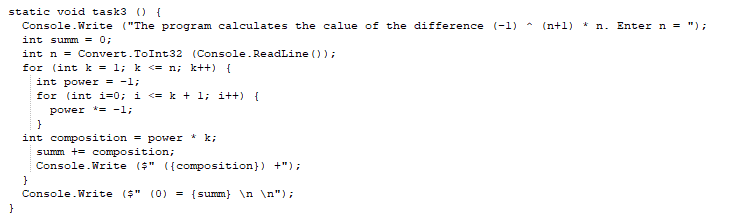 static void task3 () {
Console.Write ("The program calculates the calue of the difference (-1) ^ (n+1) * n. Enter n = ");
int summ = 0;
int n = Convert.ToInt32 (Console.ReadLine());
for (int k = 1; k <= n; k++) {
int power = -1;
for (int i=0; i <= k + 1; i++) {
power *= -1;
}
int composition = power * k;
summ += composition;
Console.Write ($" ({composition}) +");
}
Console.Write ($" (0) = {summ} \n \n");
}